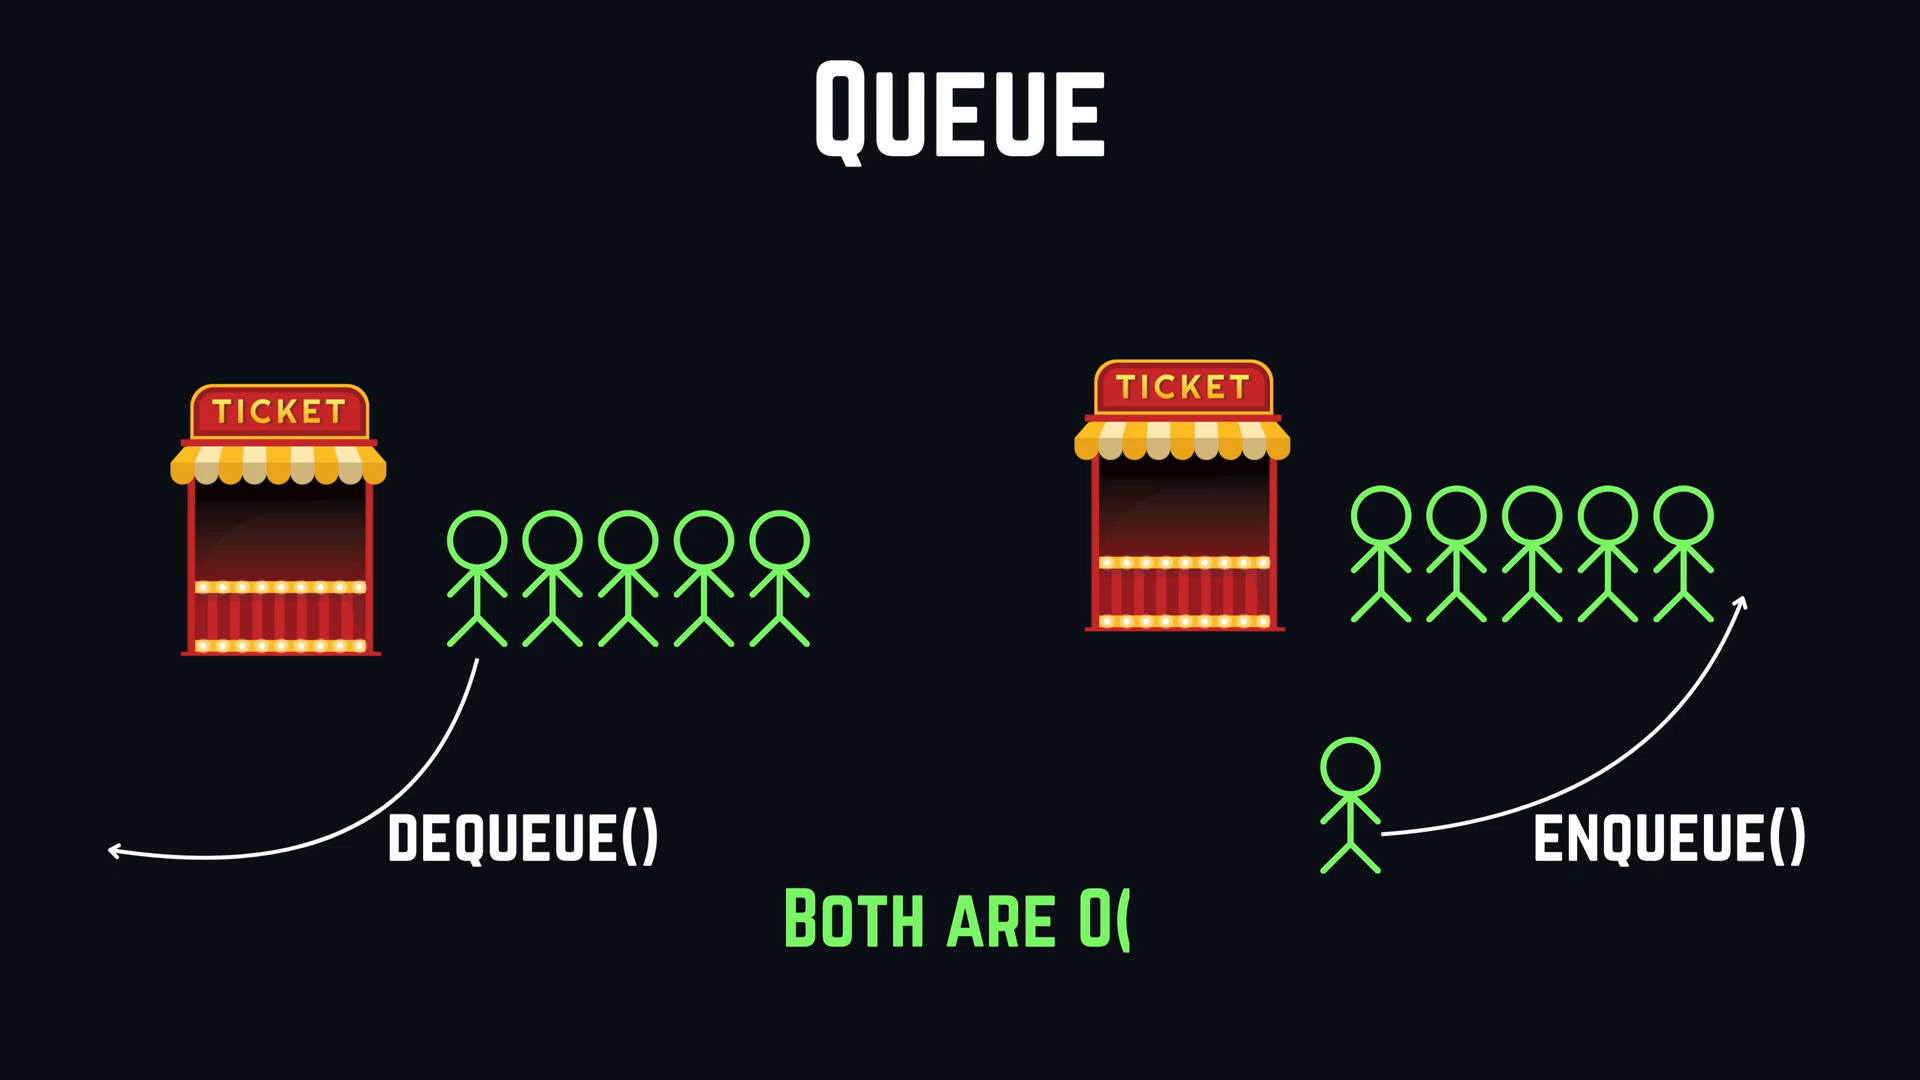 QUEUE
TICKET
TICKET
DEQUEUE()
ENQUEUE()
BOTH ARE O(